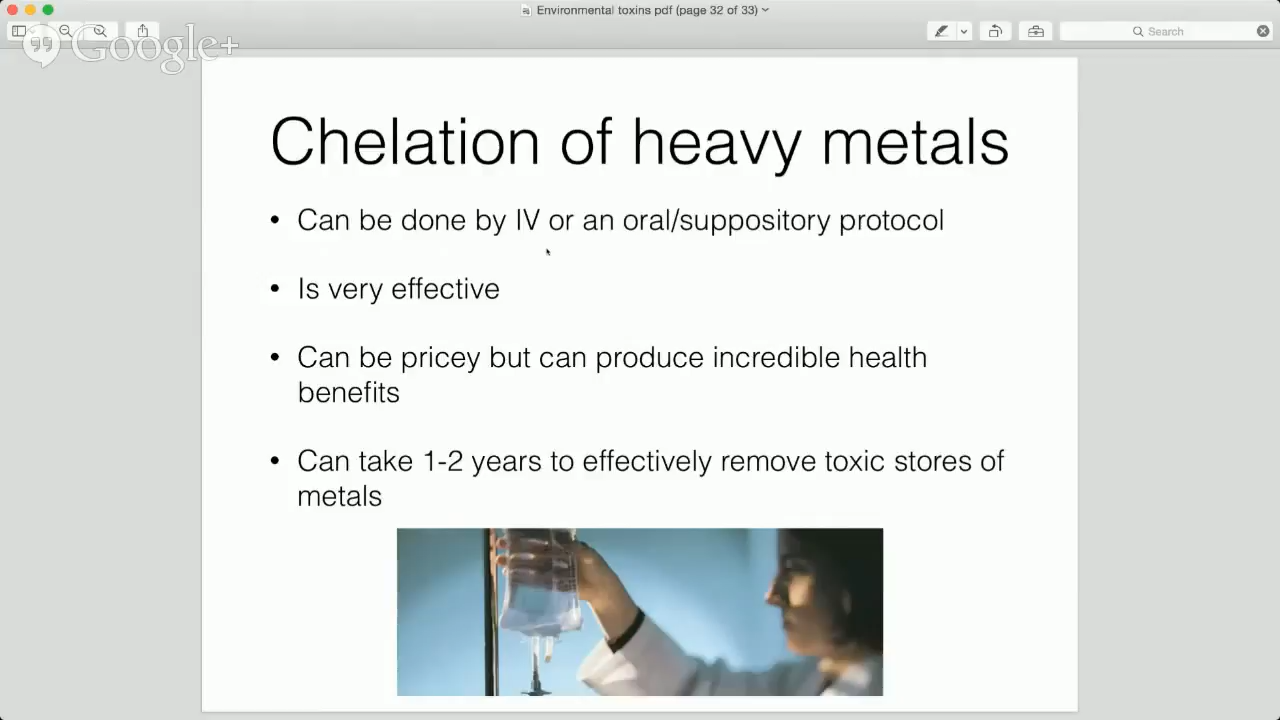 Environmental toxins pdf (page 32 of 33)
Search
Google+
Chelation of heavy metals
• Can be done by IV or an oral/suppository protocol
• Is very effective
• Can be pricey but can produce incredible health
benefits
• Can take 1-2 years to effectively remove toxic stores of
metals